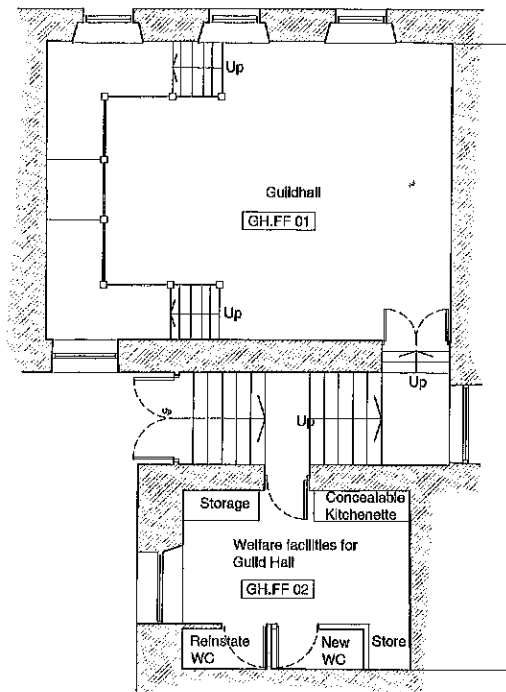 Up
Guildhall
GH.FF 01
Up
Up
Up
Up
Storage
Concealable
Kitchenette
Welfare facilities for
Guild Hall
GH.FF 02
Reinstate
WC
New
WC
Store